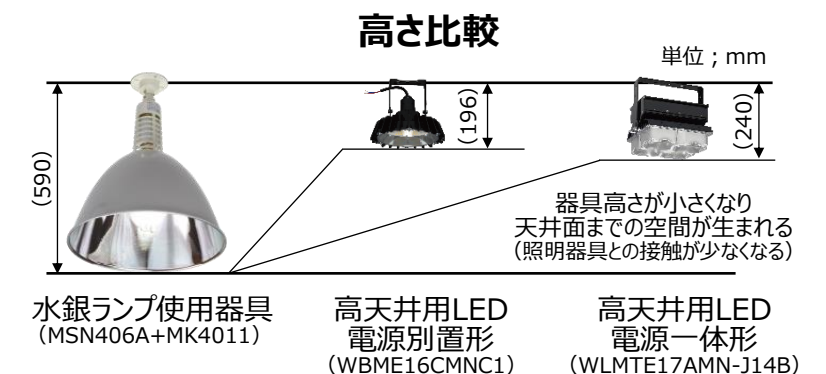 高さ比較
単位；mm
(590)
(196)
(240)
器具高さが小さくなり
天井面までの空間が生まれる
(照明器具との接触が少なくなる)
水銀ランプ使用器具
(MSN406A+MK4011)
高天井用LED
電源別置形
(WBME16CMNC1)
高天井用LED
電源一体形
(WLMTE17AMN-J14B)